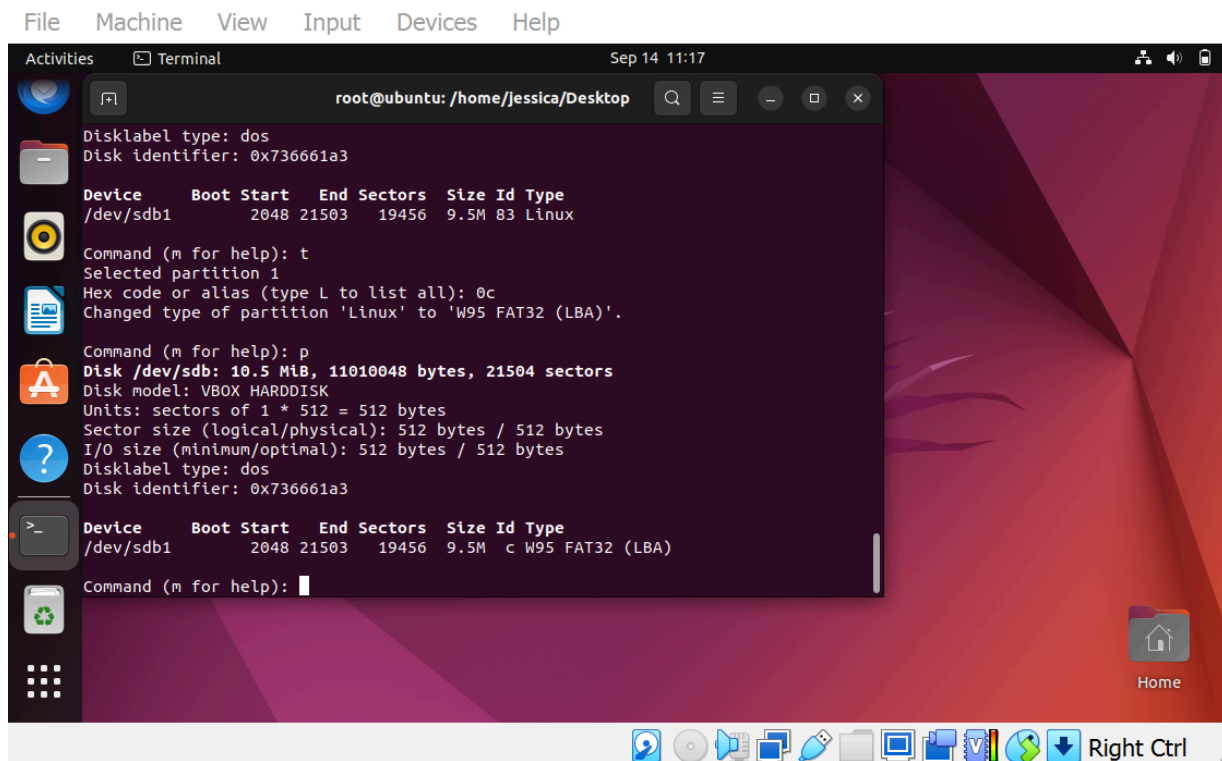 File Machine View Input Devices Help
Activities Terminal Sep 14 11:17
root@ubuntu: /home/jessica/Desktop
Disklabel type: dos
Disk identifier: 0x736661a3
Device Boot Start End Sectors Size Id Type
/dev/sdb1 2048 21503 19456 9.5M 83 Linux
Command (m for help): t
Selected partition 1
Hex code or alias (type L to list all): 0c
Changed type of partition 'Linux' to 'W95 FAT32 (LBA)'.
Command (m for help): p
Disk /dev/sdb: 10.5 MiB, 11010048 bytes, 21504 sectors
Disk model: VBOX HARDDISK
Units: sectors of 1 * 512 = 512 bytes
Sector size (logical/physical): 512 bytes / 512 bytes
I/O size (minimum/optimal): 512 bytes / 512 bytes
Disklabel type: dos
Disk identifier: 0x736661a3
Device Boot Start End Sectors Size Id Type
/dev/sdb1 2048 21503 19456 9.5M c W95 FAT32 (LBA)
Command (m for help):
Home
Right Ctrl